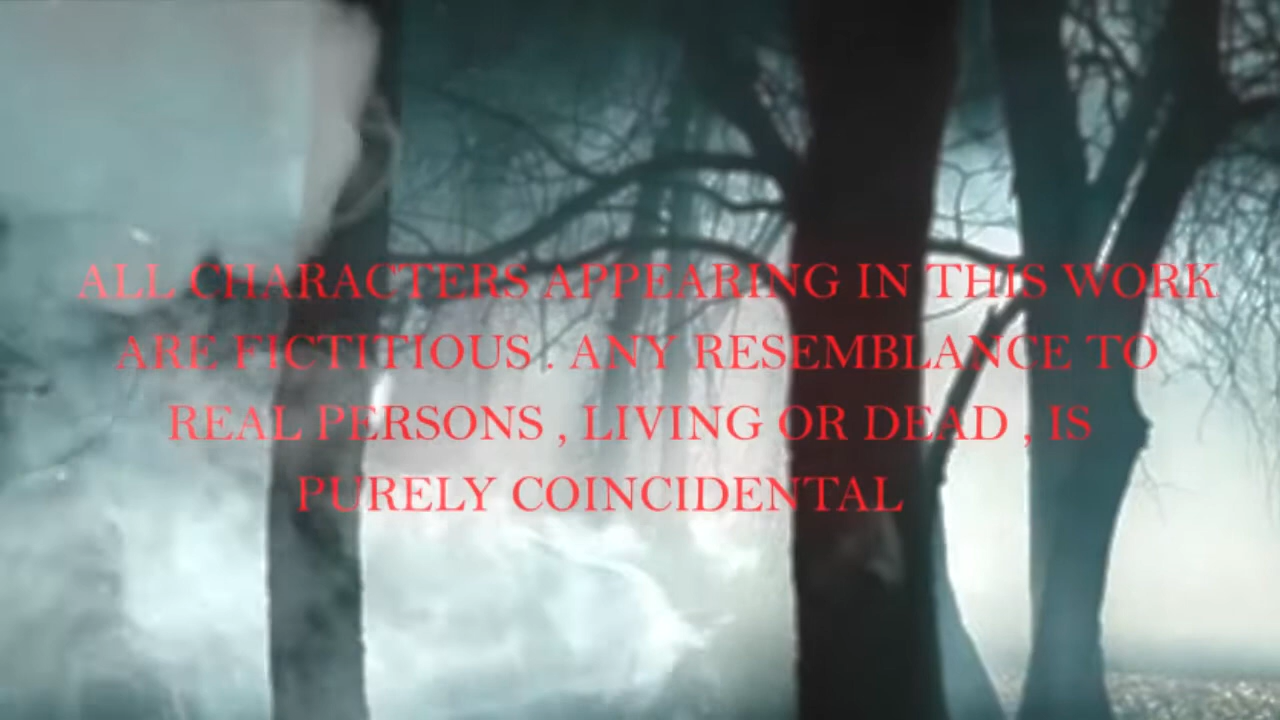 ALL CHARACTERS APPEARING IN THIS WORK
ARE FICTITIOUS . ANY RESEMBLANCE TO
REAL PERSONS , LIVING OR DEAD , IS
PURELY COINCIDENTAL